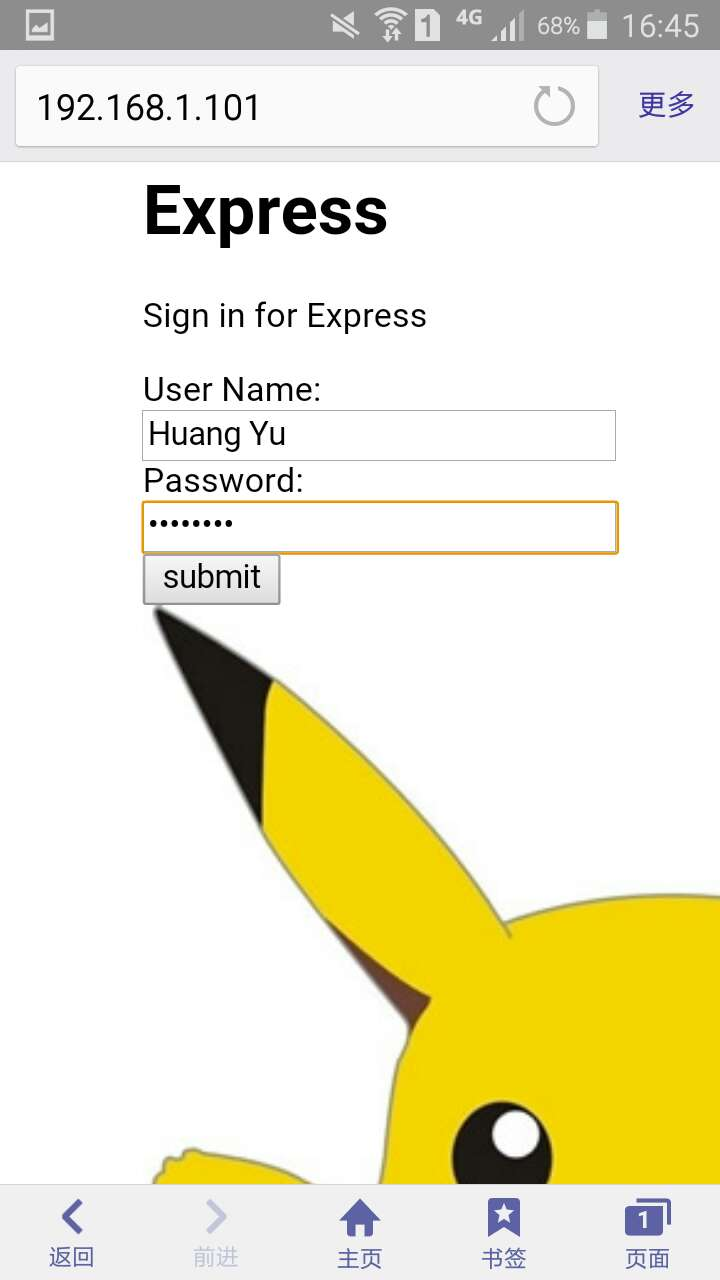 1 4G 68% 16:45
192.168.1.101 更多
Express
Sign in for Express
User Name:
Huang Yu
Password:
••••••••
submit
1
返回 前进 主页 书签 页面